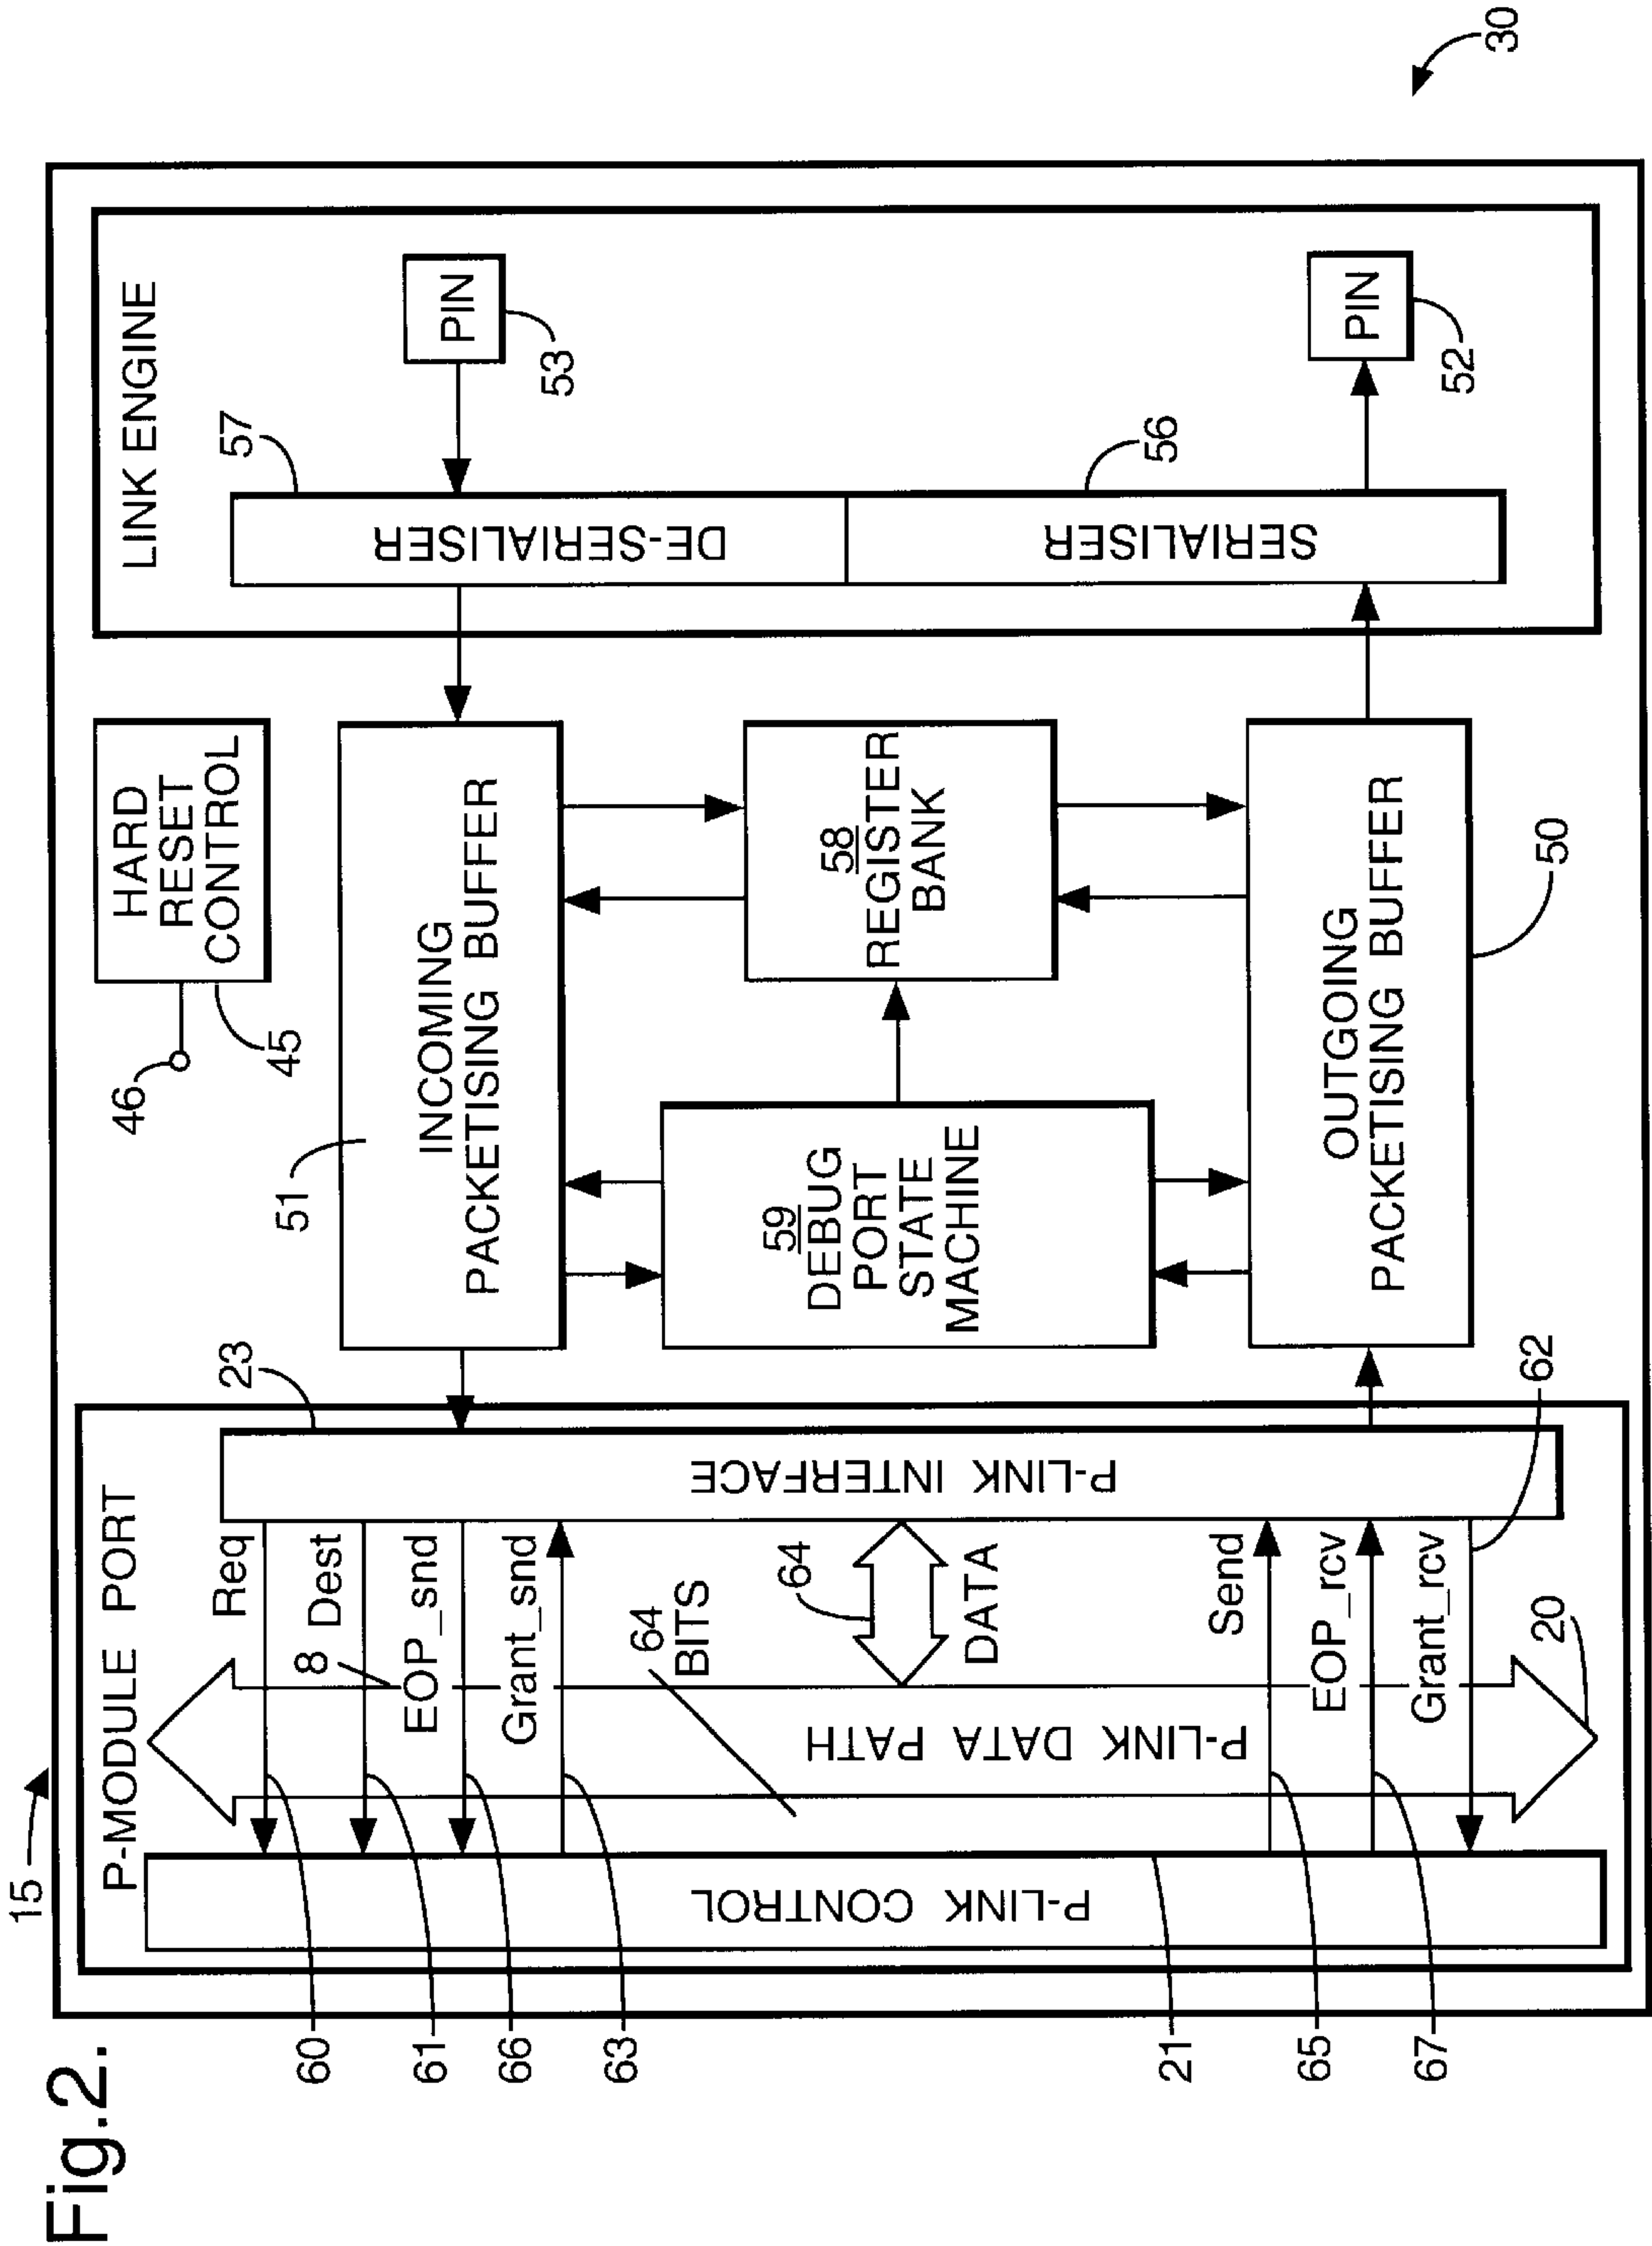 Fig.2.
15
30
P-MODULE PORT
P-LINK CONTROL
P-LINK DATA PATH
P-LINK INTERFACE
Req
Dest
8
EOP_snd
Grant_snd
64
BITS
64
DATA
Send
EOP_rcv
Grant_rcv
20
62
23
60
61
66
63
21
65
67
46
45
HARD
RESET
CONTROL
51
INCOMING
PACKETISING BUFFER
59
DEBUG
PORT
STATE
MACHINE
58
REGISTER
BANK
OUTGOING
PACKETISING BUFFER
50
LINK ENGINE
57
DE-SERIALISER
SERIALISER
56
PIN
53
PIN
52